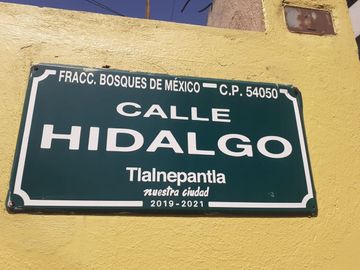 FRACC. BOSQUES DE MÉXICO — C.P. 54050
CALLE
HIDALGO
Tlalnepantla
nuestra ciudad
2019-2021